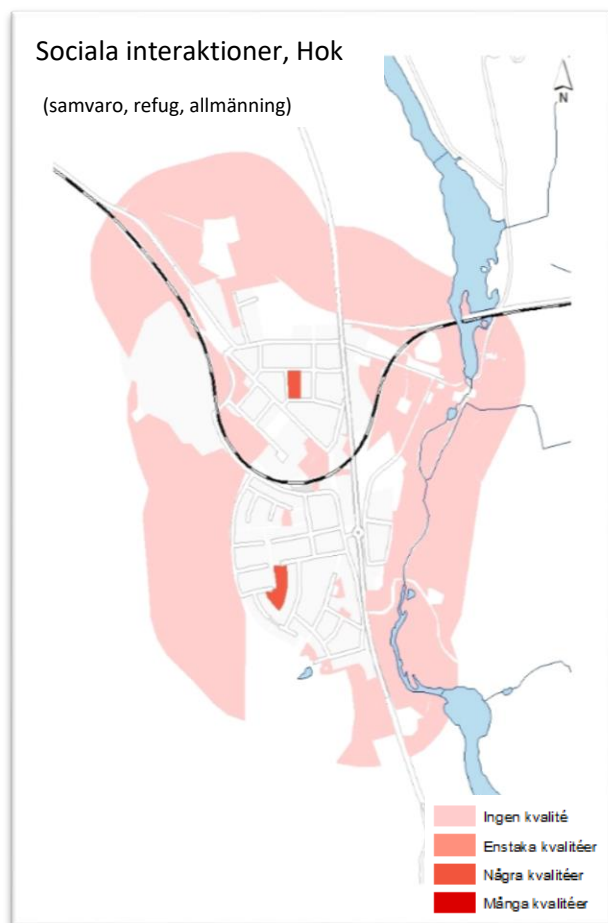 Sociala interaktioner, Hok
(samvaro, refug, allmänning)
N
Ingen kvalité
Enstaka kvalitéer
Några kvalitéer
Många kvalitéer